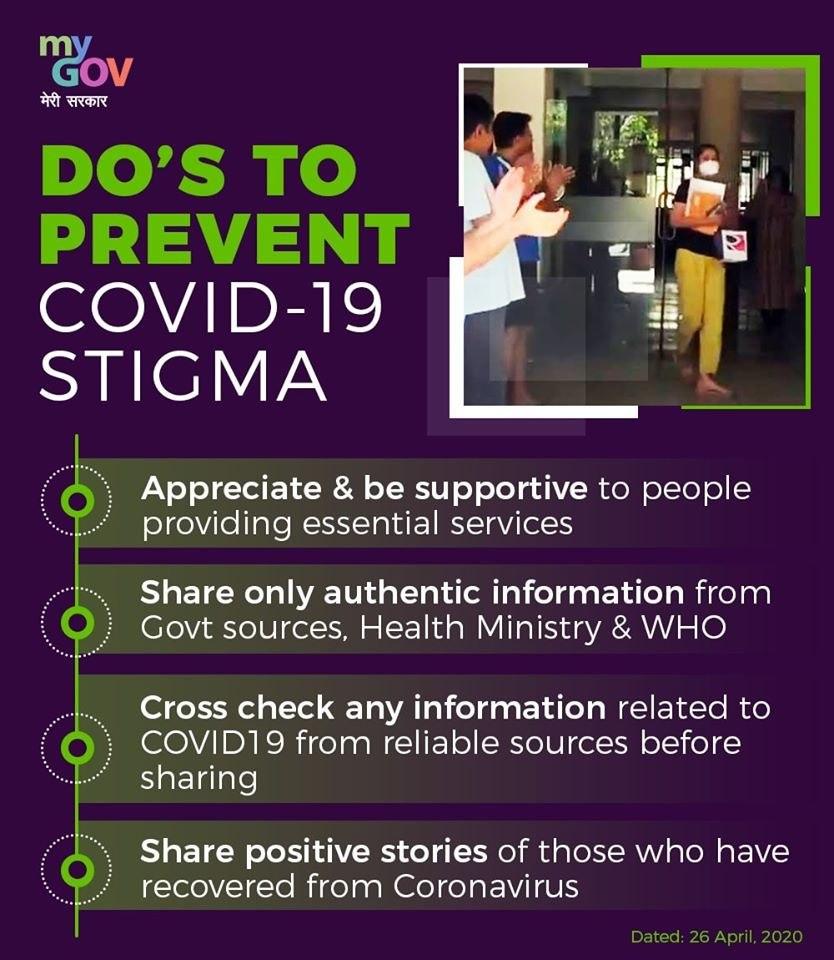 my
GOV
मेरी सरकार
DO'S TO
PREVENT
COVID-19
STIGMA
Appreciate & be supportive to people
providing essential services
Share only authentic information from
Govt sources, Health Ministry & WHO
Cross check any information related to
COVID19 from reliable sources before
sharing
Share positive stories of those who have
recovered from Coronavirus
Dated: 26 April, 2020